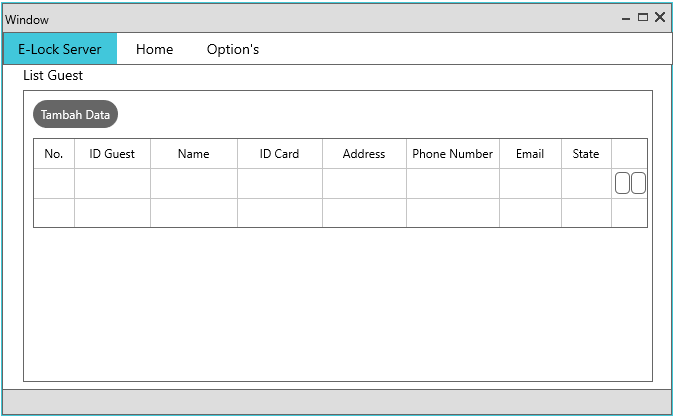 Window
E-Lock Server Home Option's
List Guest
Tambah Data
No. ID Guest Name ID Card Address Phone Number Email State